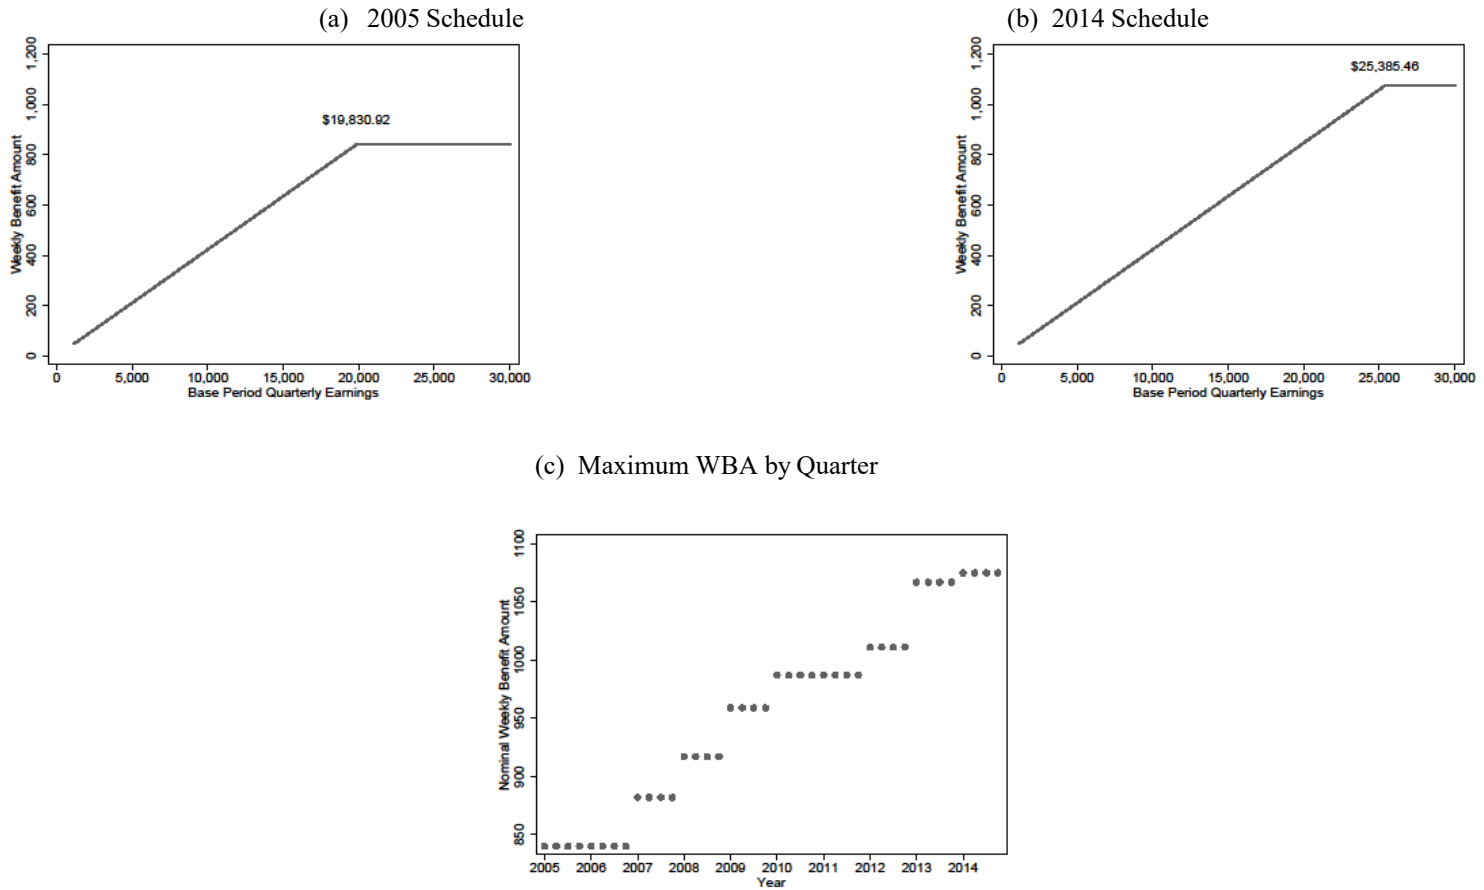 (a) 2005 Schedule
1,200
1,000
800
600
400
200
0
Weekly Benefit Amount
$19,830.92
0 5,000 10,000 15,000 20,000 25,000 30,000
Base Period Quarterly Earnings
(b) 2014 Schedule
1,200
1,000
800
600
400
200
0
Weekly Benefit Amount
$25,385.46
0 5,000 10,000 15,000 20,000 25,000 30,000
Base Period Quarterly Earnings
(c) Maximum WBA by Quarter
1100
1050
1000
950
900
850
Nominal Weekly Benefit Amount
2005 2006 2007 2008 2009 2010 2011 2012 2013 2014
Year